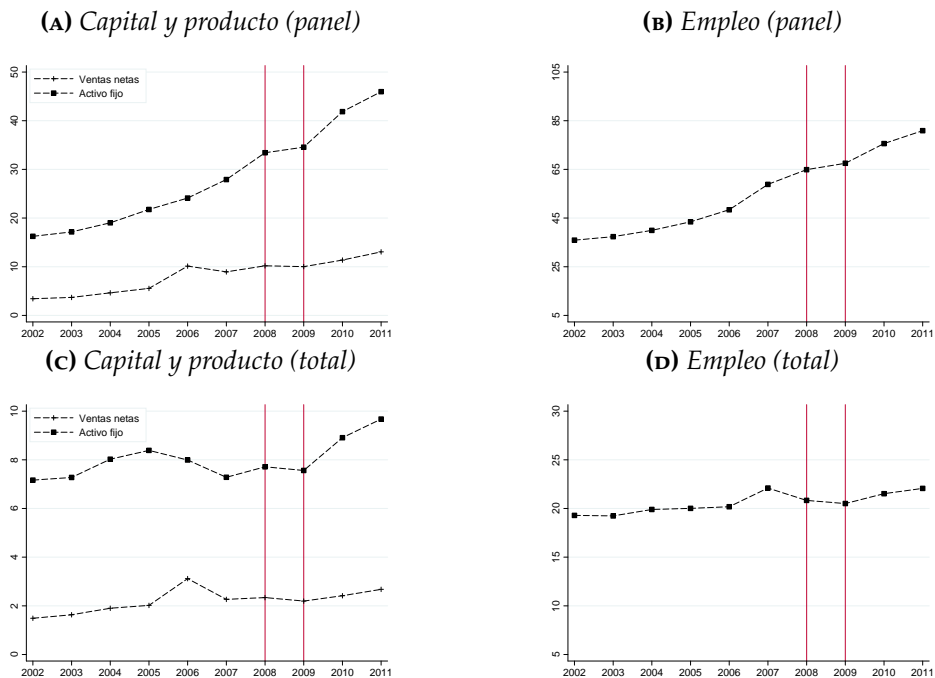 (A) Capital y producto (panel)
Ventas netas
Activo fijo
50
40
30
20
10
0
2002 2003 2004 2005 2006 2007 2008 2009 2010 2011
(B) Empleo (panel)
105
85
65
45
25
5
2002 2003 2004 2005 2006 2007 2008 2009 2010 2011
(C) Capital y producto (total)
Ventas netas
Activo fijo
10
8
6
4
2
0
2002 2003 2004 2005 2006 2007 2008 2009 2010 2011
(D) Empleo (total)
30
25
20
15
10
5
2002 2003 2004 2005 2006 2007 2008 2009 2010 2011